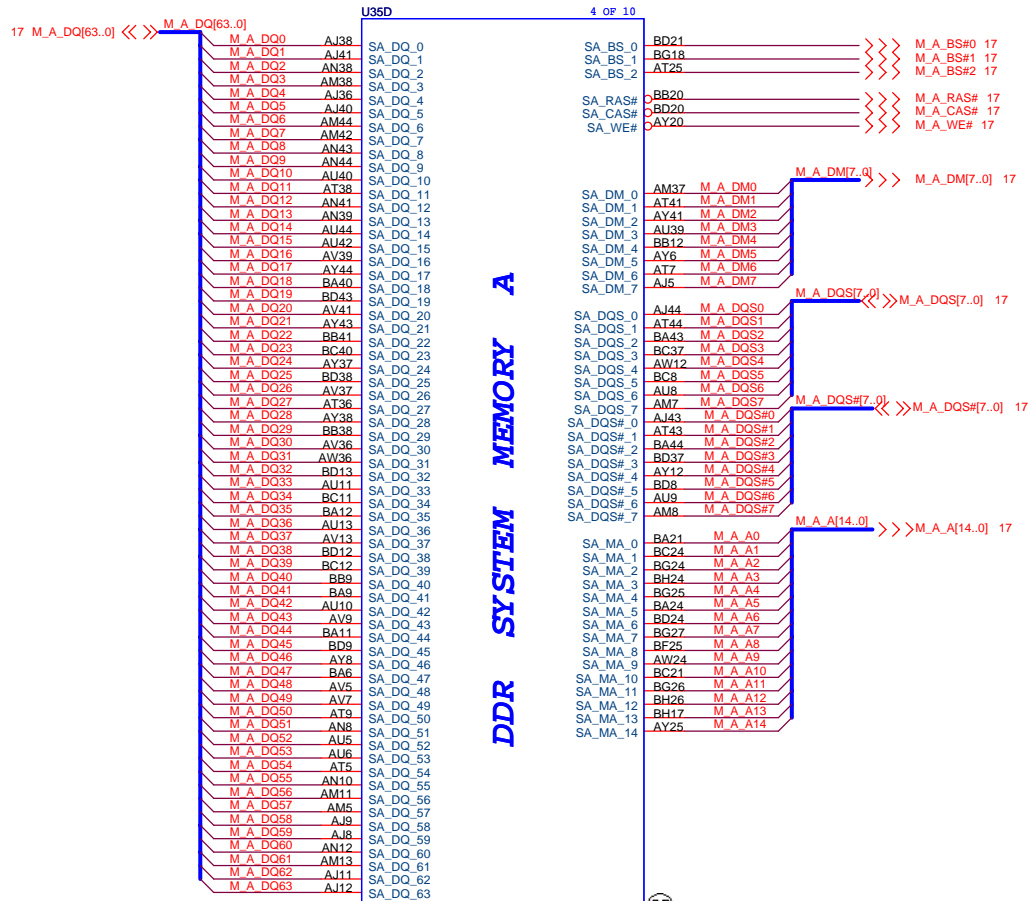 U35D
4 OF 10
17 M_A_DQ[63..0]
M_A_DQ[63..0]
M_A_DQ0 AJ38 SA_DQ_0
M_A_DQ1 AJ41 SA_DQ_1
M_A_DQ2 AN38 SA_DQ_2
M_A_DQ3 AM38 SA_DQ_3
M_A_DQ4 AJ36 SA_DQ_4
M_A_DQ5 AJ40 SA_DQ_5
M_A_DQ6 AM44 SA_DQ_6
M_A_DQ7 AM42 SA_DQ_7
M_A_DQ8 AN43 SA_DQ_8
M_A_DQ9 AN44 SA_DQ_9
M_A_DQ10 AU40 SA_DQ_10
M_A_DQ11 AT38 SA_DQ_11
M_A_DQ12 AN41 SA_DQ_12
M_A_DQ13 AN39 SA_DQ_13
M_A_DQ14 AU44 SA_DQ_14
M_A_DQ15 AU42 SA_DQ_15
M_A_DQ16 AV39 SA_DQ_16
M_A_DQ17 AY44 SA_DQ_17
M_A_DQ18 BA40 SA_DQ_18
M_A_DQ19 BD43 SA_DQ_19
M_A_DQ20 AV41 SA_DQ_20
M_A_DQ21 AY43 SA_DQ_21
M_A_DQ22 BB41 SA_DQ_22
M_A_DQ23 BC40 SA_DQ_23
M_A_DQ24 AY37 SA_DQ_24
M_A_DQ25 BD38 SA_DQ_25
M_A_DQ26 AV37 SA_DQ_26
M_A_DQ27 AT36 SA_DQ_27
M_A_DQ28 AY38 SA_DQ_28
M_A_DQ29 BB38 SA_DQ_29
M_A_DQ30 AV36 SA_DQ_30
M_A_DQ31 AW36 SA_DQ_31
M_A_DQ32 BD13 SA_DQ_32
M_A_DQ33 AU11 SA_DQ_33
M_A_DQ34 BC11 SA_DQ_34
M_A_DQ35 BA12 SA_DQ_35
M_A_DQ36 AU13 SA_DQ_36
M_A_DQ37 AV13 SA_DQ_37
M_A_DQ38 BD12 SA_DQ_38
M_A_DQ39 BC12 SA_DQ_39
M_A_DQ40 BB9 SA_DQ_40
M_A_DQ41 BA9 SA_DQ_41
M_A_DQ42 AU10 SA_DQ_42
M_A_DQ43 AV9 SA_DQ_43
M_A_DQ44 BA11 SA_DQ_44
M_A_DQ45 BD9 SA_DQ_45
M_A_DQ46 AY8 SA_DQ_46
M_A_DQ47 BA6 SA_DQ_47
M_A_DQ48 AV5 SA_DQ_48
M_A_DQ49 AV7 SA_DQ_49
M_A_DQ50 AT9 SA_DQ_50
M_A_DQ51 AN8 SA_DQ_51
M_A_DQ52 AU5 SA_DQ_52
M_A_DQ53 AU6 SA_DQ_53
M_A_DQ54 AT5 SA_DQ_54
M_A_DQ55 AN10 SA_DQ_55
M_A_DQ56 AM11 SA_DQ_56
M_A_DQ57 AM5 SA_DQ_57
M_A_DQ58 AJ9 SA_DQ_58
M_A_DQ59 AJ8 SA_DQ_59
M_A_DQ60 AN12 SA_DQ_60
M_A_DQ61 AM13 SA_DQ_61
M_A_DQ62 AJ11 SA_DQ_62
M_A_DQ63 AJ12 SA_DQ_63
DDR SYSTEM MEMORY A
SA_BS_0 BD21 M_A_BS#0 17
SA_BS_1 BG18 M_A_BS#1 17
SA_BS_2 AT25 M_A_BS#2 17
SA_RAS# BB20 M_A_RAS# 17
SA_CAS# BD20 M_A_CAS# 17
SA_WE# AY20 M_A_WE# 17
M_A_DM[7..0] M_A_DM[7..0] 17
SA_DM_0 AM37 M_A_DM0
SA_DM_1 AT41 M_A_DM1
SA_DM_2 AY41 M_A_DM2
SA_DM_3 AU39 M_A_DM3
SA_DM_4 BB12 M_A_DM4
SA_DM_5 AY6 M_A_DM5
SA_DM_6 AT7 M_A_DM6
SA_DM_7 AJ5 M_A_DM7
M_A_DQS[7..0] M_A_DQS[7..0] 17
SA_DQS_0 AJ44 M_A_DQS0
SA_DQS_1 AT44 M_A_DQS1
SA_DQS_2 BA43 M_A_DQS2
SA_DQS_3 BC37 M_A_DQS3
SA_DQS_4 AW12 M_A_DQS4
SA_DQS_5 BC8 M_A_DQS5
SA_DQS_6 AU8 M_A_DQS6
SA_DQS_7 AM7 M_A_DQS7
M_A_DQS#[7..0] M_A_DQS#[7..0] 17
SA_DQS#_0 AJ43 M_A_DQS#0
SA_DQS#_1 AT43 M_A_DQS#1
SA_DQS#_2 BA44 M_A_DQS#2
SA_DQS#_3 BD37 M_A_DQS#3
SA_DQS#_4 AY12 M_A_DQS#4
SA_DQS#_5 BD8 M_A_DQS#5
SA_DQS#_6 AU9 M_A_DQS#6
SA_DQS#_7 AM8 M_A_DQS#7
M_A_A[14..0] M_A_A[14..0] 17
SA_MA_0 BA21 M_A_A0
SA_MA_1 BC24 M_A_A1
SA_MA_2 BG24 M_A_A2
SA_MA_3 BH24 M_A_A3
SA_MA_4 BG25 M_A_A4
SA_MA_5 BA24 M_A_A5
SA_MA_6 BD24 M_A_A6
SA_MA_7 BG27 M_A_A7
SA_MA_8 BF25 M_A_A8
SA_MA_9 AW24 M_A_A9
SA_MA_10 BC21 M_A_A10
SA_MA_11 BG26 M_A_A11
SA_MA_12 BH26 M_A_A12
SA_MA_13 BH17 M_A_A13
SA_MA_14 AY25 M_A_A14